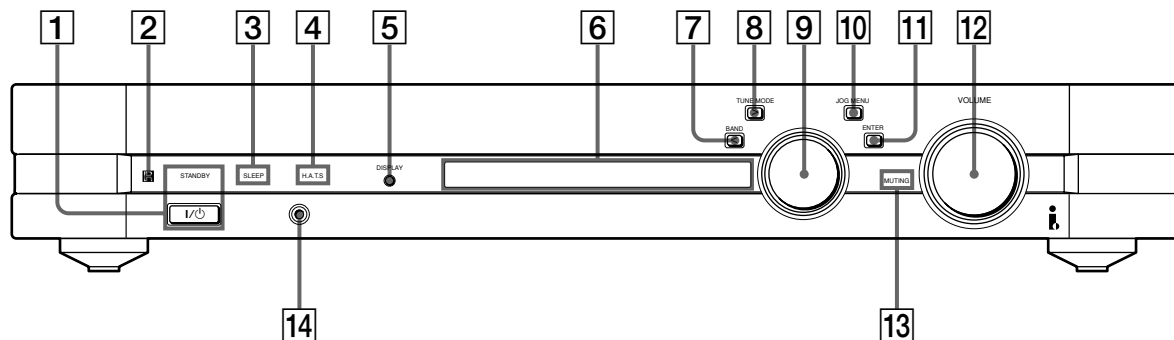 1 2 3 4 5 6 7 8 9 10 11 12
TUNE MODE JOG MENU VOLUME
BAND ENTER
STANDBY SLEEP H.A.T.S DISPLAY MUTING
I/⏻
14 13